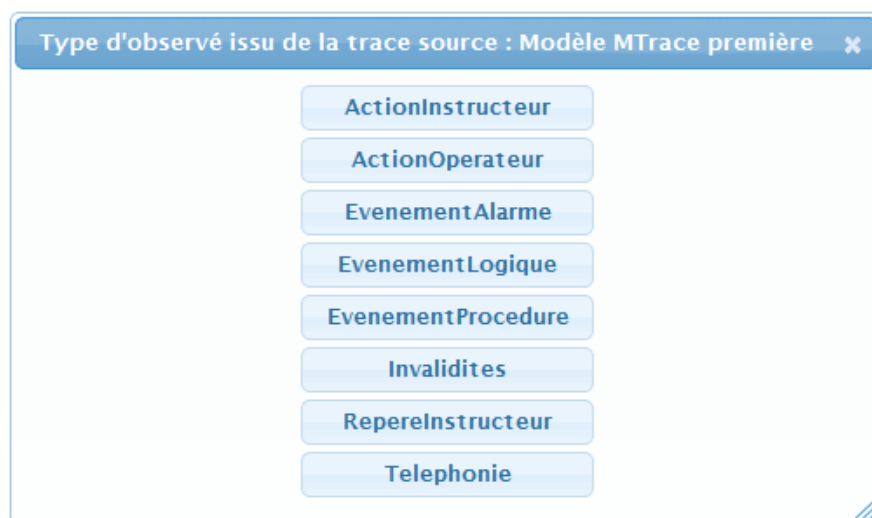 Type d'observé issu de la trace source : Modèle MTrace première
ActionInstructeur
ActionOperateur
EvenementAlarme
EvenementLogique
EvenementProcedure
Invalidites
RepereInstructeur
Telephonie